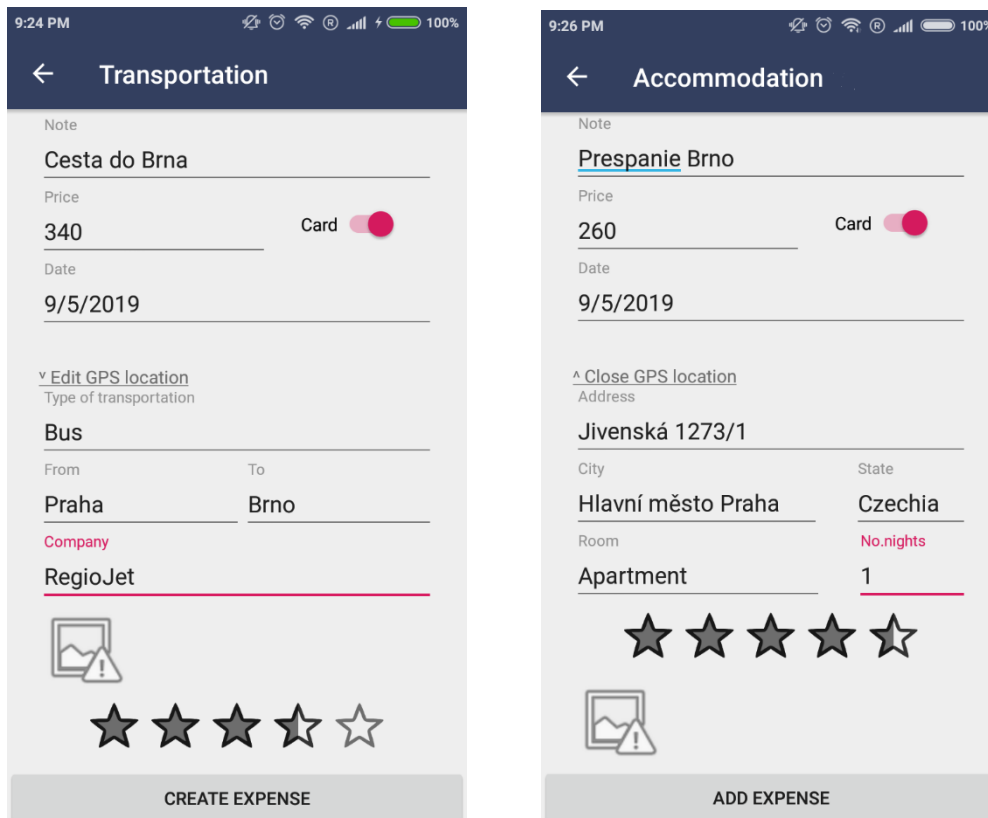 9:24 PM ® 100%
Transportation
Note
Cesta do Brna
Price
340 Card
Date
9/5/2019
˅ Edit GPS location
Type of transportation
Bus
From To
Praha Brno
Company
RegioJet
CREATE EXPENSE
9:26 PM ® 100%
Accommodation
Note
Prespanie Brno
Price
260 Card
Date
9/5/2019
^ Close GPS location
Address
Jivenská 1273/1
City State
Hlavní město Praha Czechia
Room No.nights
Apartment 1
ADD EXPENSE